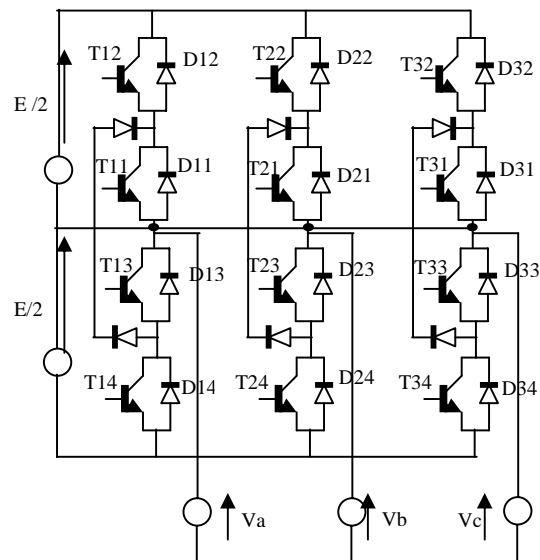 T12 D12 T22 D22 T32 D32
E /2
T11 D11 T21 D21 T31 D31
T13 D13 T23 D23 T33 D33
E/2
T14 D14 T24 D24 T34 D34
Va Vb Vc